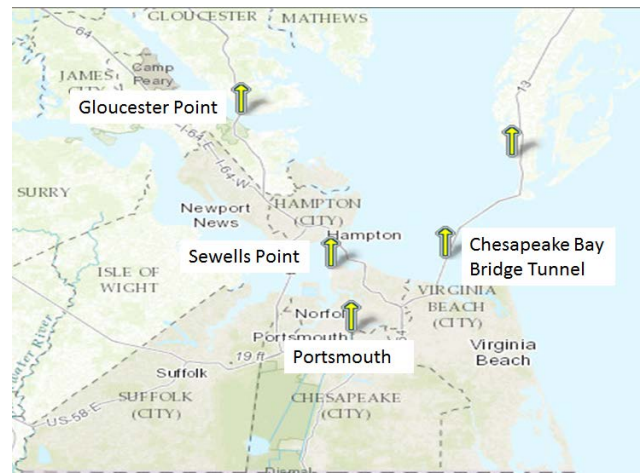 GLOUCESTER
MATHEWS
64
Camp
Peary
JAMES
CITY
13
Gloucester Point
I-64-E
I-64-W
SURRY
HAMPTON
(CITY)
Newport
News
Hampton
Sewells Point
Chesapeake Bay
Bridge Tunnel
ISLE OF
WIGHT
VIRGINIA
BEACH
(CITY)
Norfol
Portsmouth
Virginia
Beach
Portsmouth
19 ft
Suffolk
US-58-E
SUFFOLK
(CITY)
CHESAPEAKE
(CITY)
Dismal